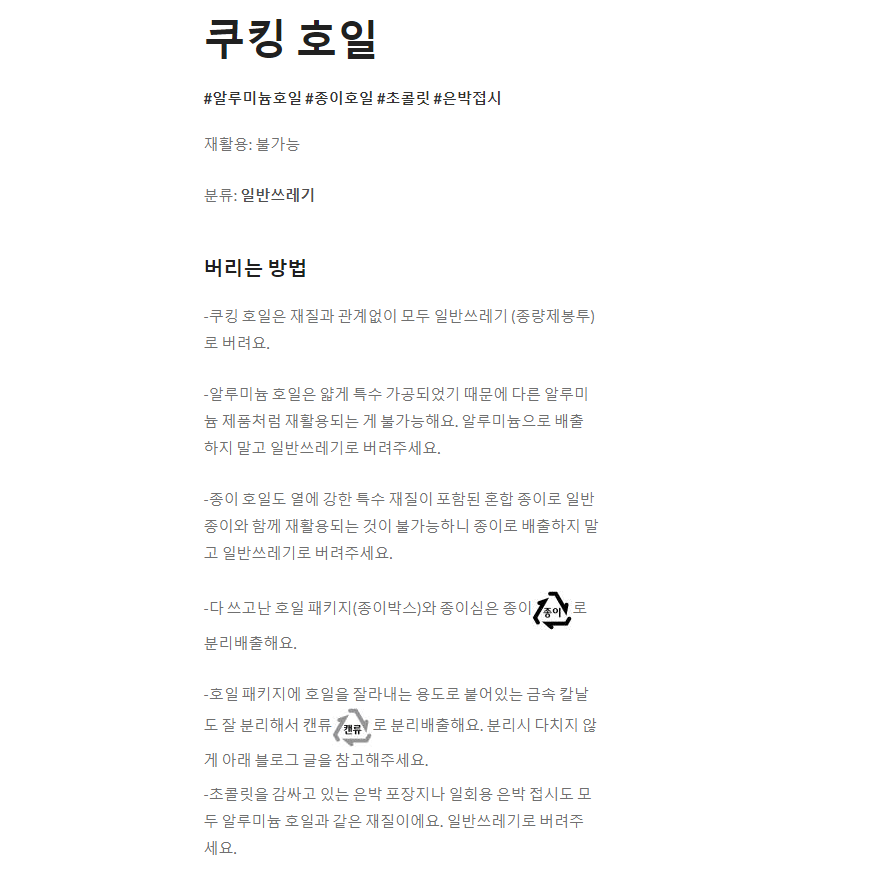 쿠킹 호일
#알루미늄호일 #종이호일 #초콜릿 #은박접시
재활용: 불가능
분류: 일반쓰레기
버리는 방법
-쿠킹 호일은 재질과 관계없이 모두 일반쓰레기 (종량제봉투)
로 버려요.
-알루미늄 호일은 얇게 특수 가공되었기 때문에 다른 알루미
늄 제품처럼 재활용되는 게 불가능해요. 알루미늄으로 배출
하지 말고 일반쓰레기로 버려주세요.
-종이 호일도 열에 강한 특수 재질이 포함된 혼합 종이로 일반
종이와 함께 재활용되는 것이 불가능하니 종이로 배출하지 말
고 일반쓰레기로 버려주세요.
-다 쓰고난 호일 패키지(종이박스)와 종이심은 종이 종이 로
분리배출해요.
-호일 패키지에 호일을 잘라내는 용도로 붙어있는 금속 칼날
도 잘 분리해서 캔류 캔류 로 분리배출해요. 분리시 다치지 않
게 아래 블로그 글을 참고해주세요.
-초콜릿을 감싸고 있는 은박 포장지나 일회용 은박 접시도 모
두 알루미늄 호일과 같은 재질이에요. 일반쓰레기로 버려주
세요.